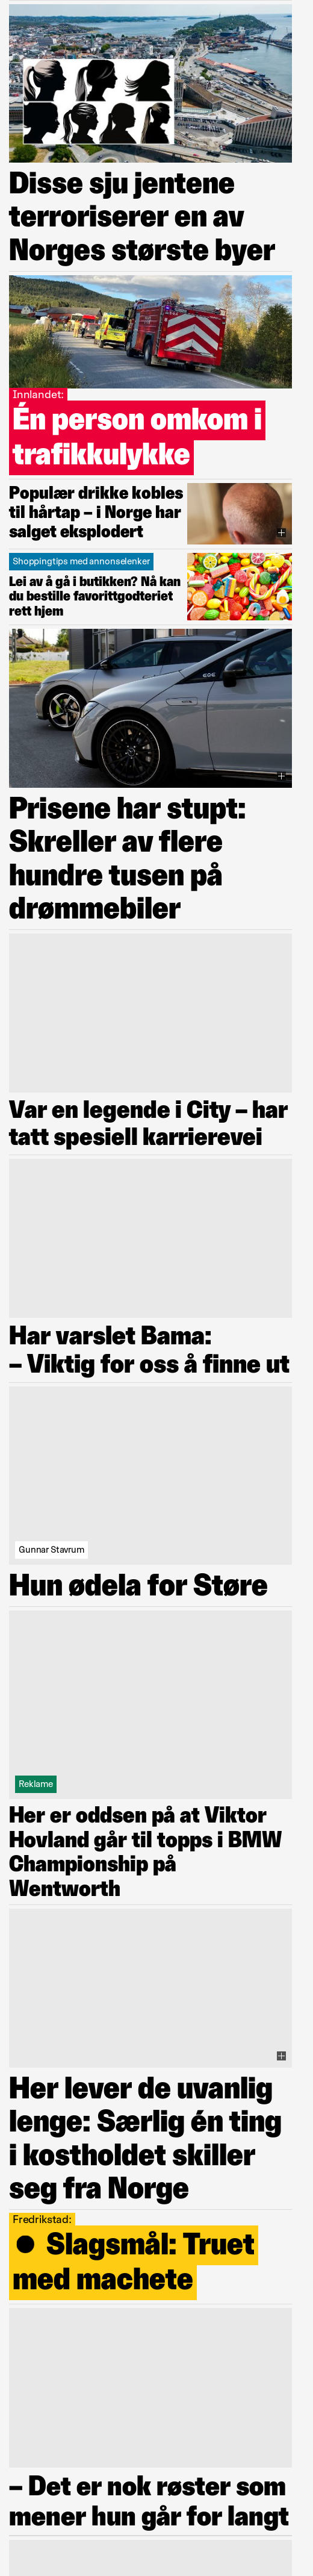 Disse sju jentene
terroriserer en av
Norges største byer
Innlandet:
Én person omkom i
trafikkulykke
Populær drikke kobles
til hårtap – i Norge har
salget eksplodert
Shoppingtips med annonselenker
Lei av å gå i butikken? Nå kan
du bestille favorittgodteriet
rett hjem
Prisene har stupt:
Skreller av flere
hundre tusen på
drømmebiler
Var en legende i City – har
tatt spesiell karrierevei
Har varslet Bama:
– Viktig for oss å finne ut
Gunnar Stavrum
Hun ødela for Støre
Reklame
Her er oddsen på at Viktor
Hovland går til topps i BMW
Championship på
Wentworth
Her lever de uvanlig
lenge: Særlig én ting
i kostholdet skiller
seg fra Norge
Fredrikstad:
● Slagsmål: Truet
med machete
– Det er nok røster som
mener hun går for langt